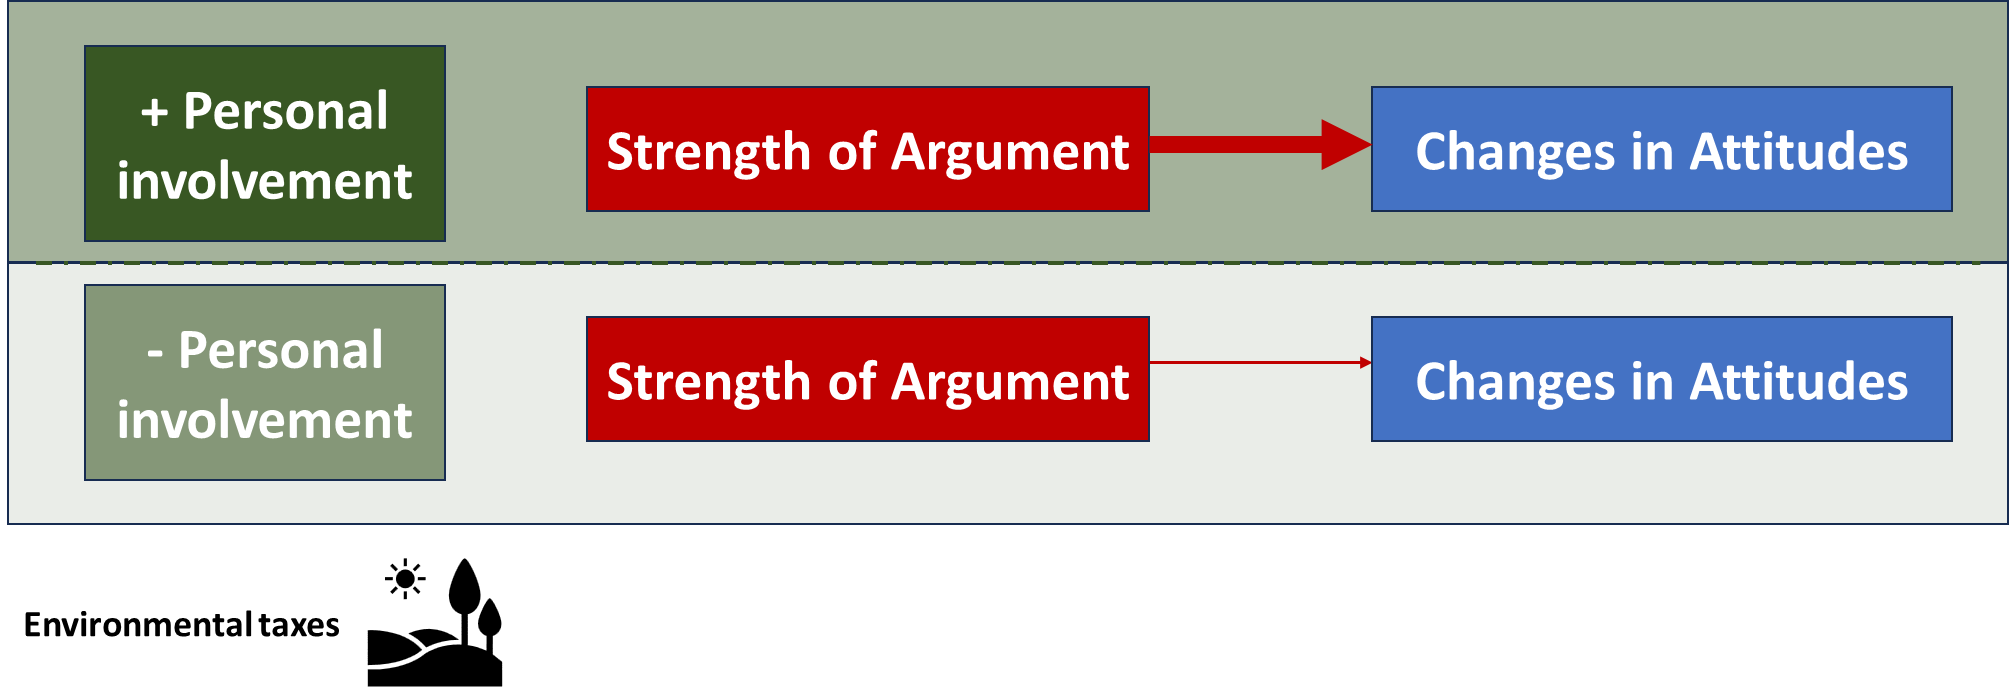 + Personal
involvement
Strength of Argument
Changes in Attitudes
- Personal
involvement
Strength of Argument
Changes in Attitudes
Environmental taxes